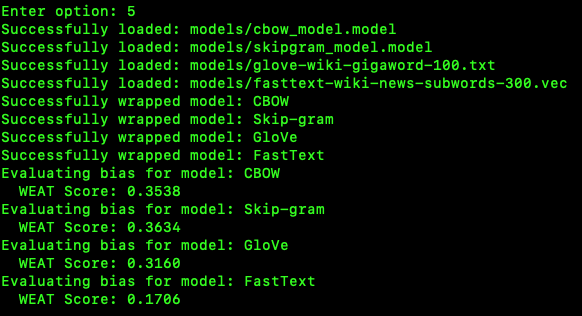 Enter option: 5
Successfully loaded: models/cbow_model.model
Successfully loaded: models/skipgram_model.model
Successfully loaded: models/glove-wiki-gigaword-100.txt
Successfully loaded: models/fasttext-wiki-news-subwords-300.vec
Successfully wrapped model: CBOW
Successfully wrapped model: Skip-gram
Successfully wrapped model: GloVe
Successfully wrapped model: FastText
Evaluating bias for model: CBOW
  WEAT Score: 0.3538
Evaluating bias for model: Skip-gram
  WEAT Score: 0.3634
Evaluating bias for model: GloVe
  WEAT Score: 0.3160
Evaluating bias for model: FastText
  WEAT Score: 0.1706